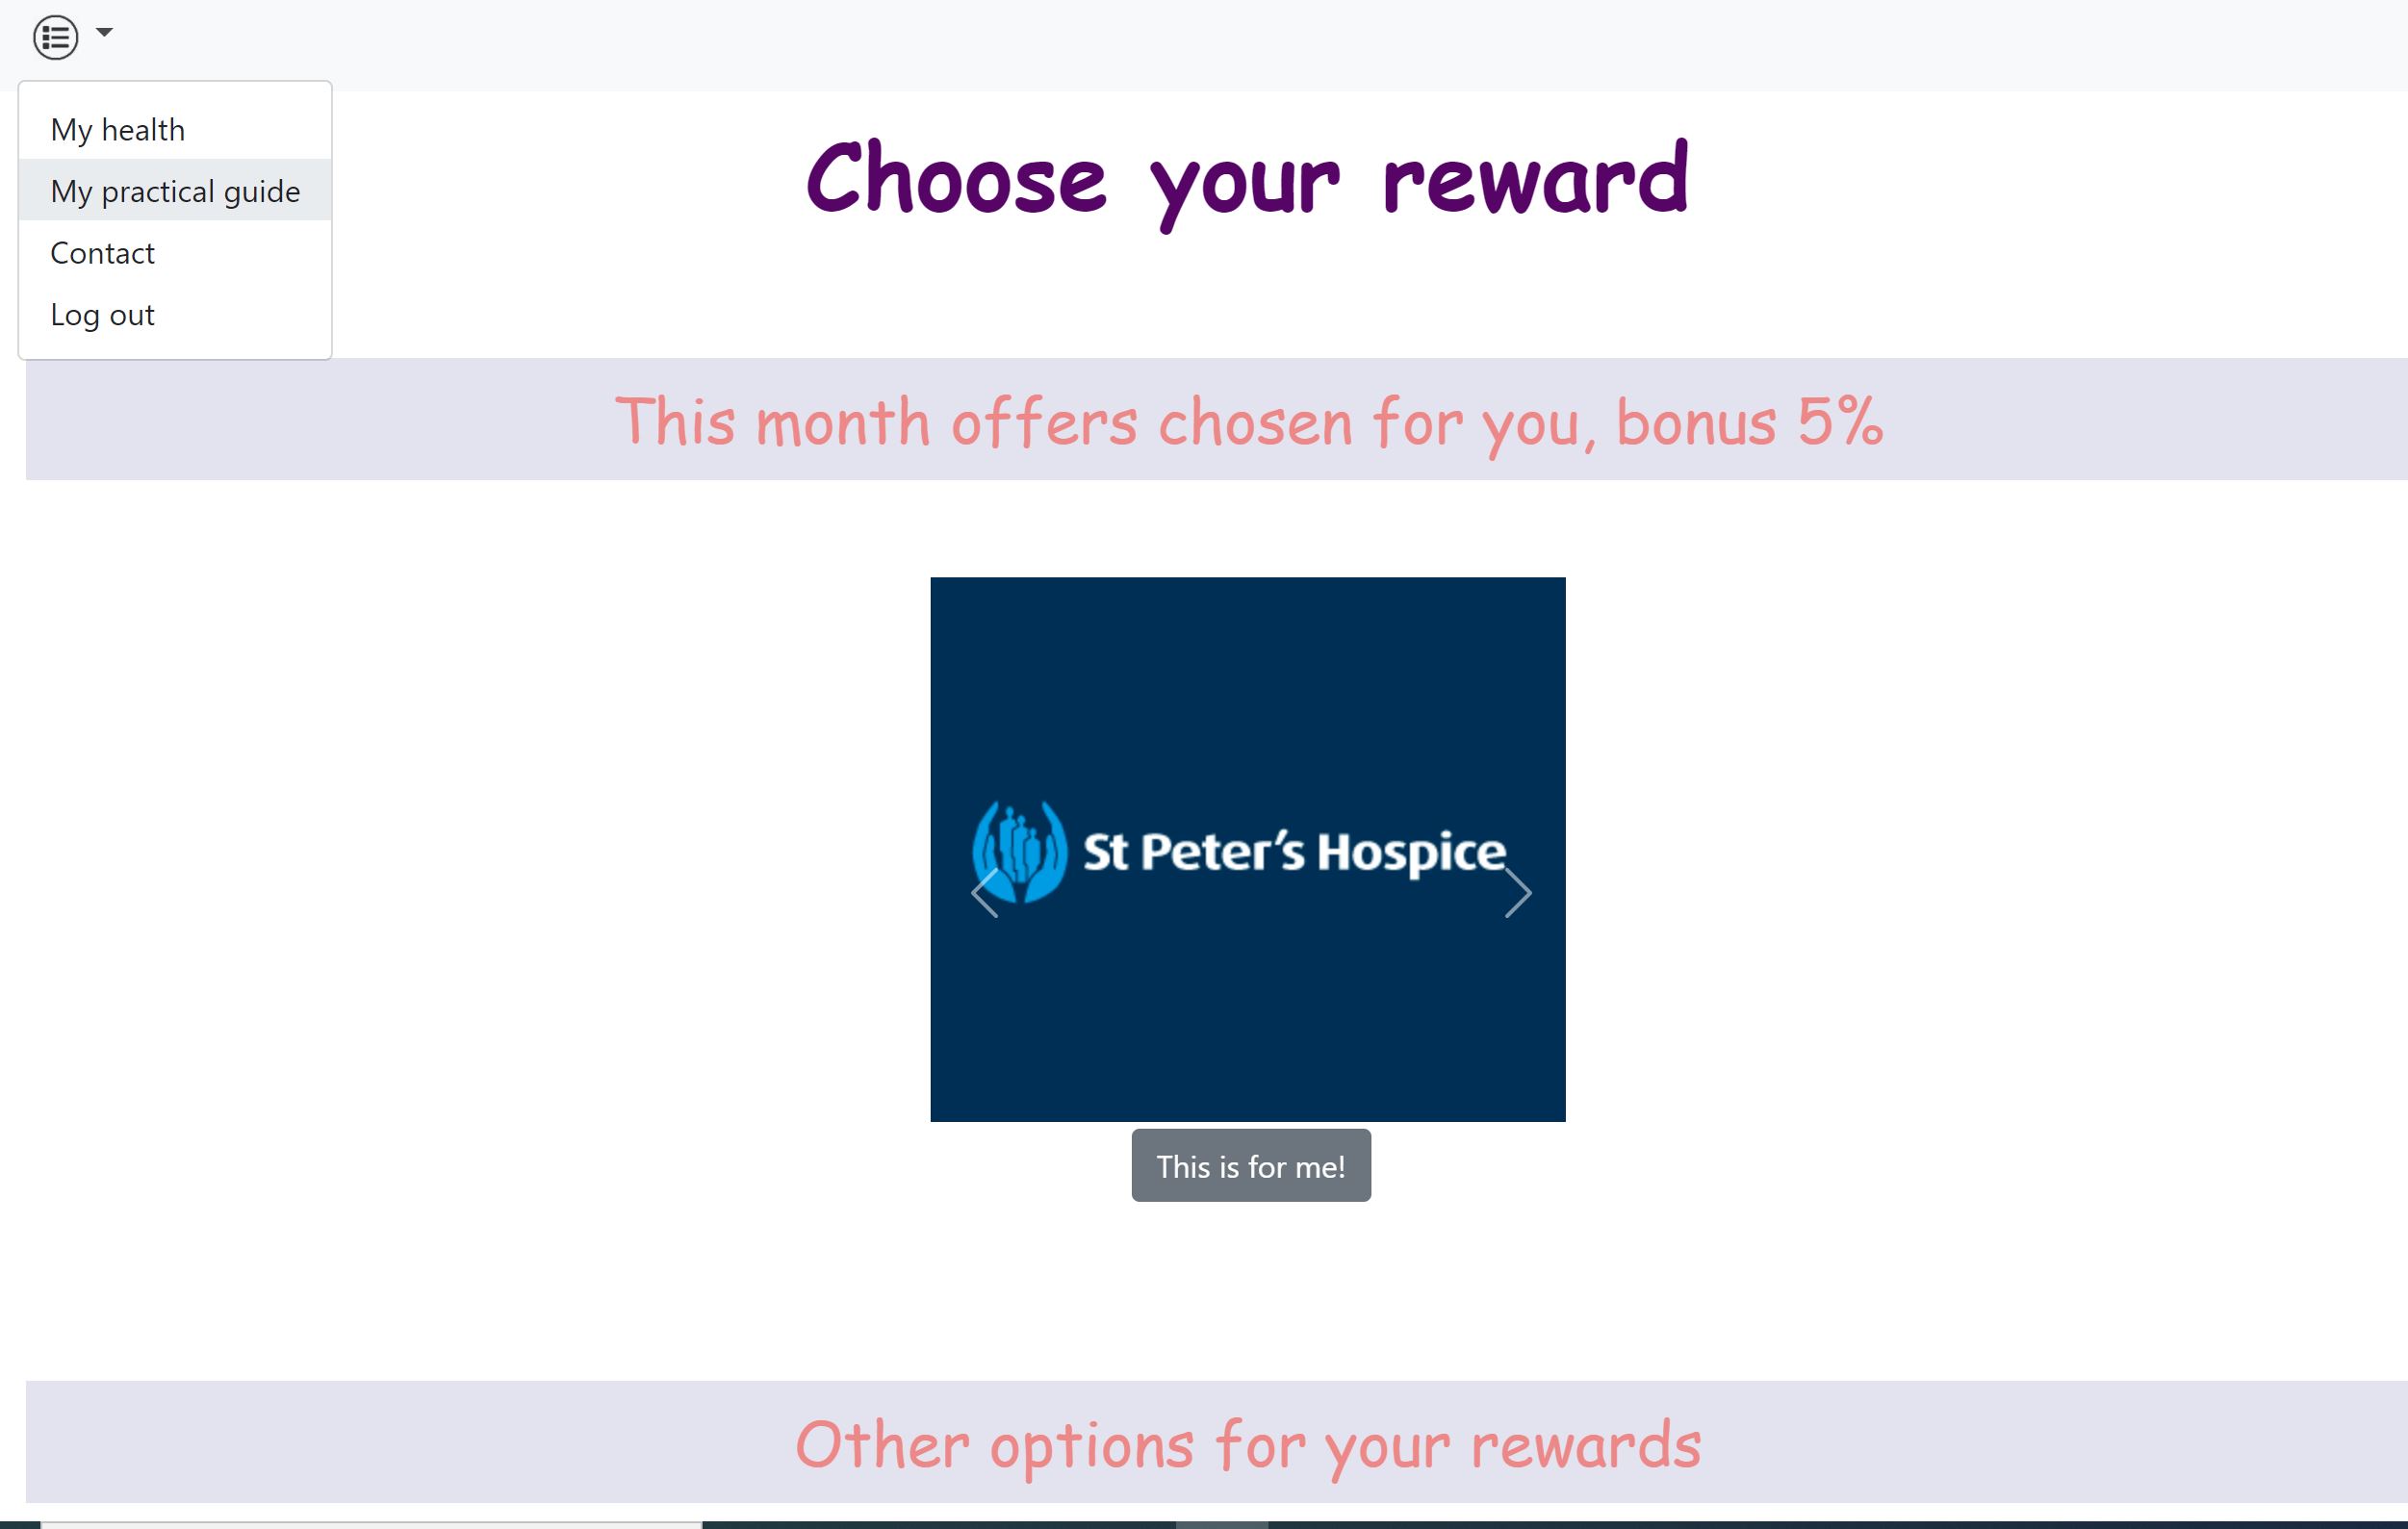 My health
My practical guide
Contact
Log out
Choose your reward
This month offers chosen for you, bonus 5%
St Peter's Hospice
This is for me!
Other options for your rewards